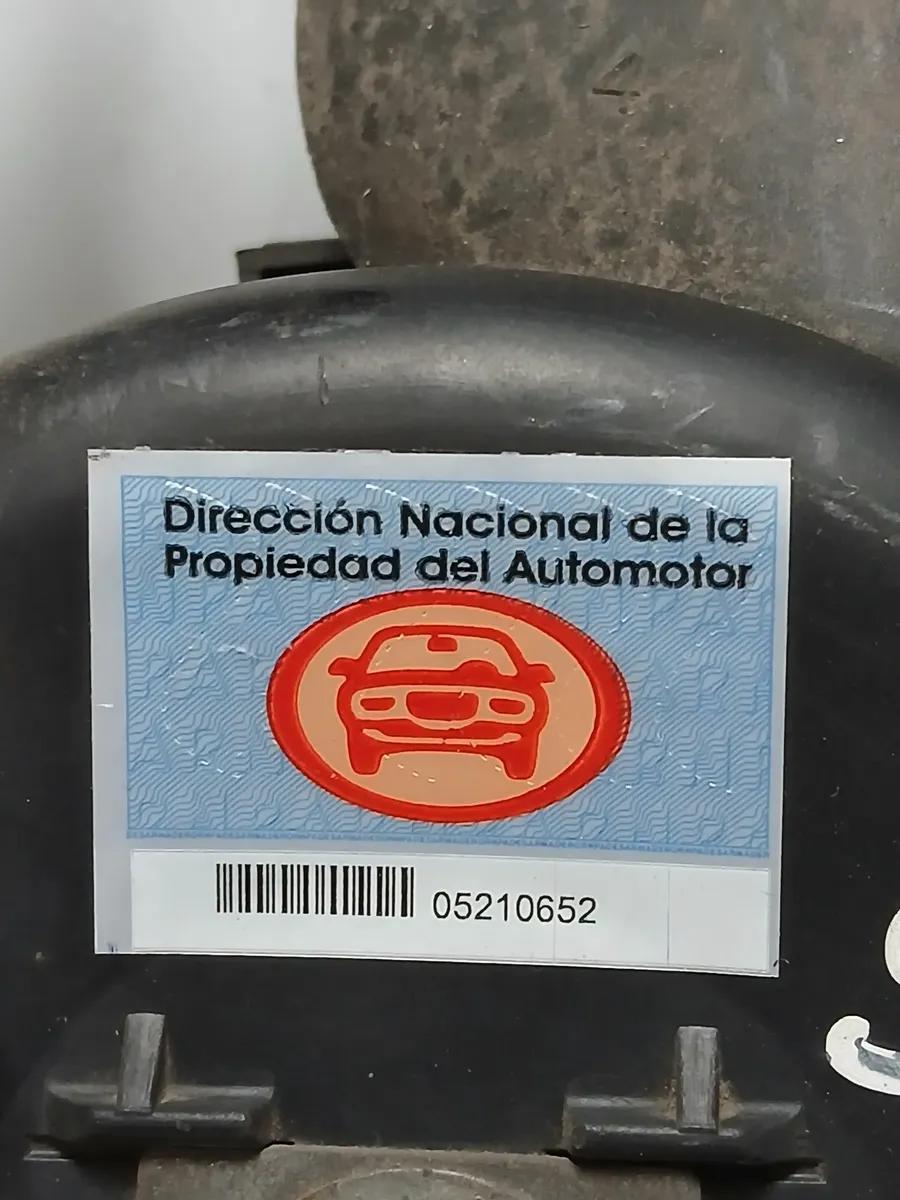 Dirección Nacional de la
Propiedad del Automotor
05210652